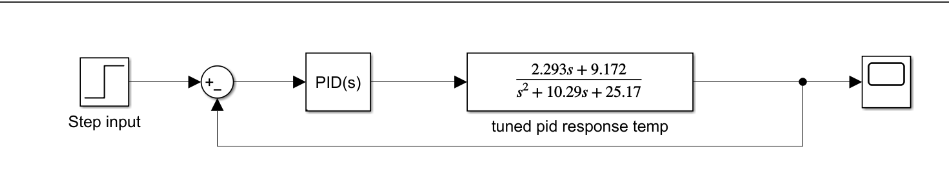 +
−
PID(s)
2.293s + 9.172
s² + 10.29s + 25.17
Step input
tuned pid response temp